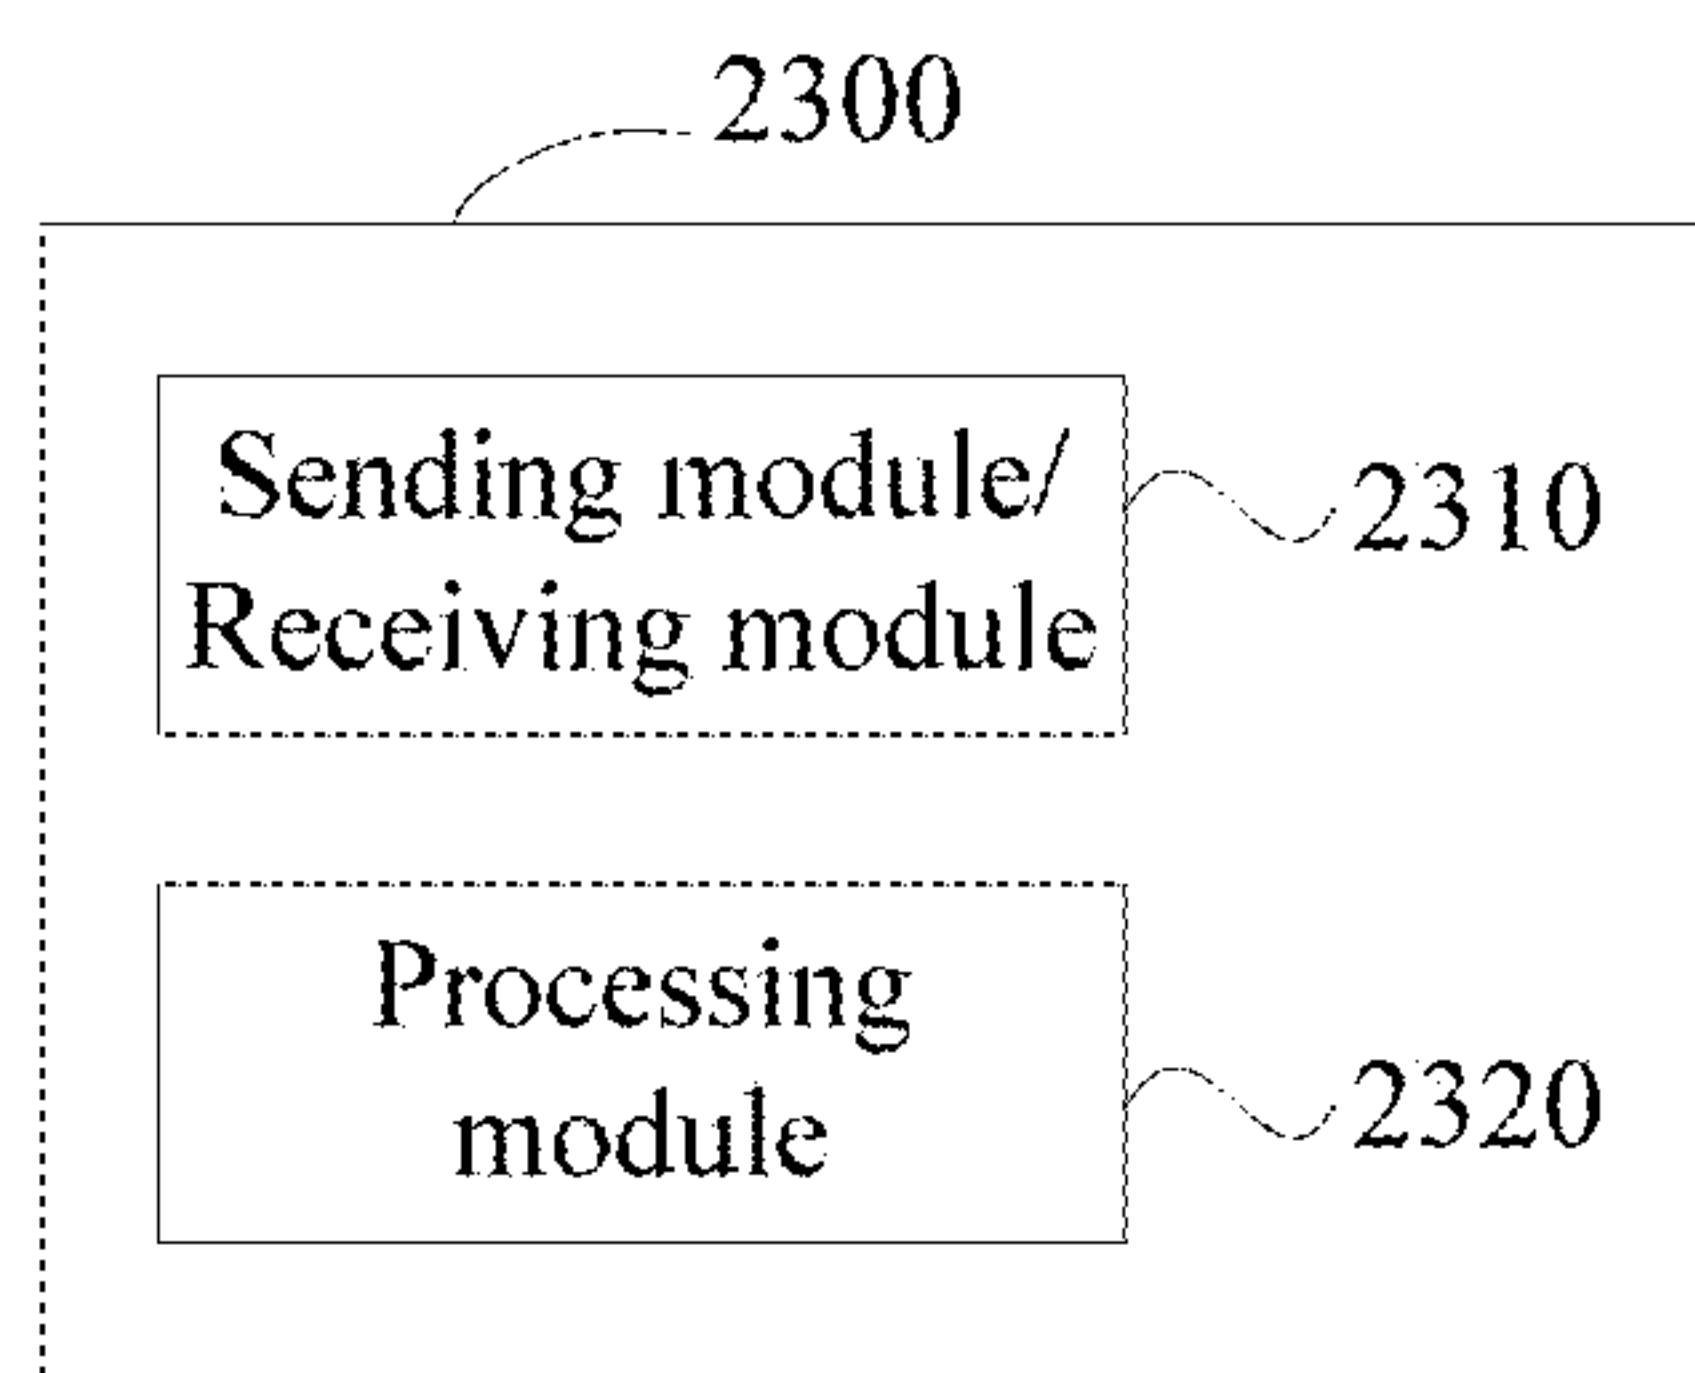 2300
Sending module/
Receiving module
2310
Processing
module
2320